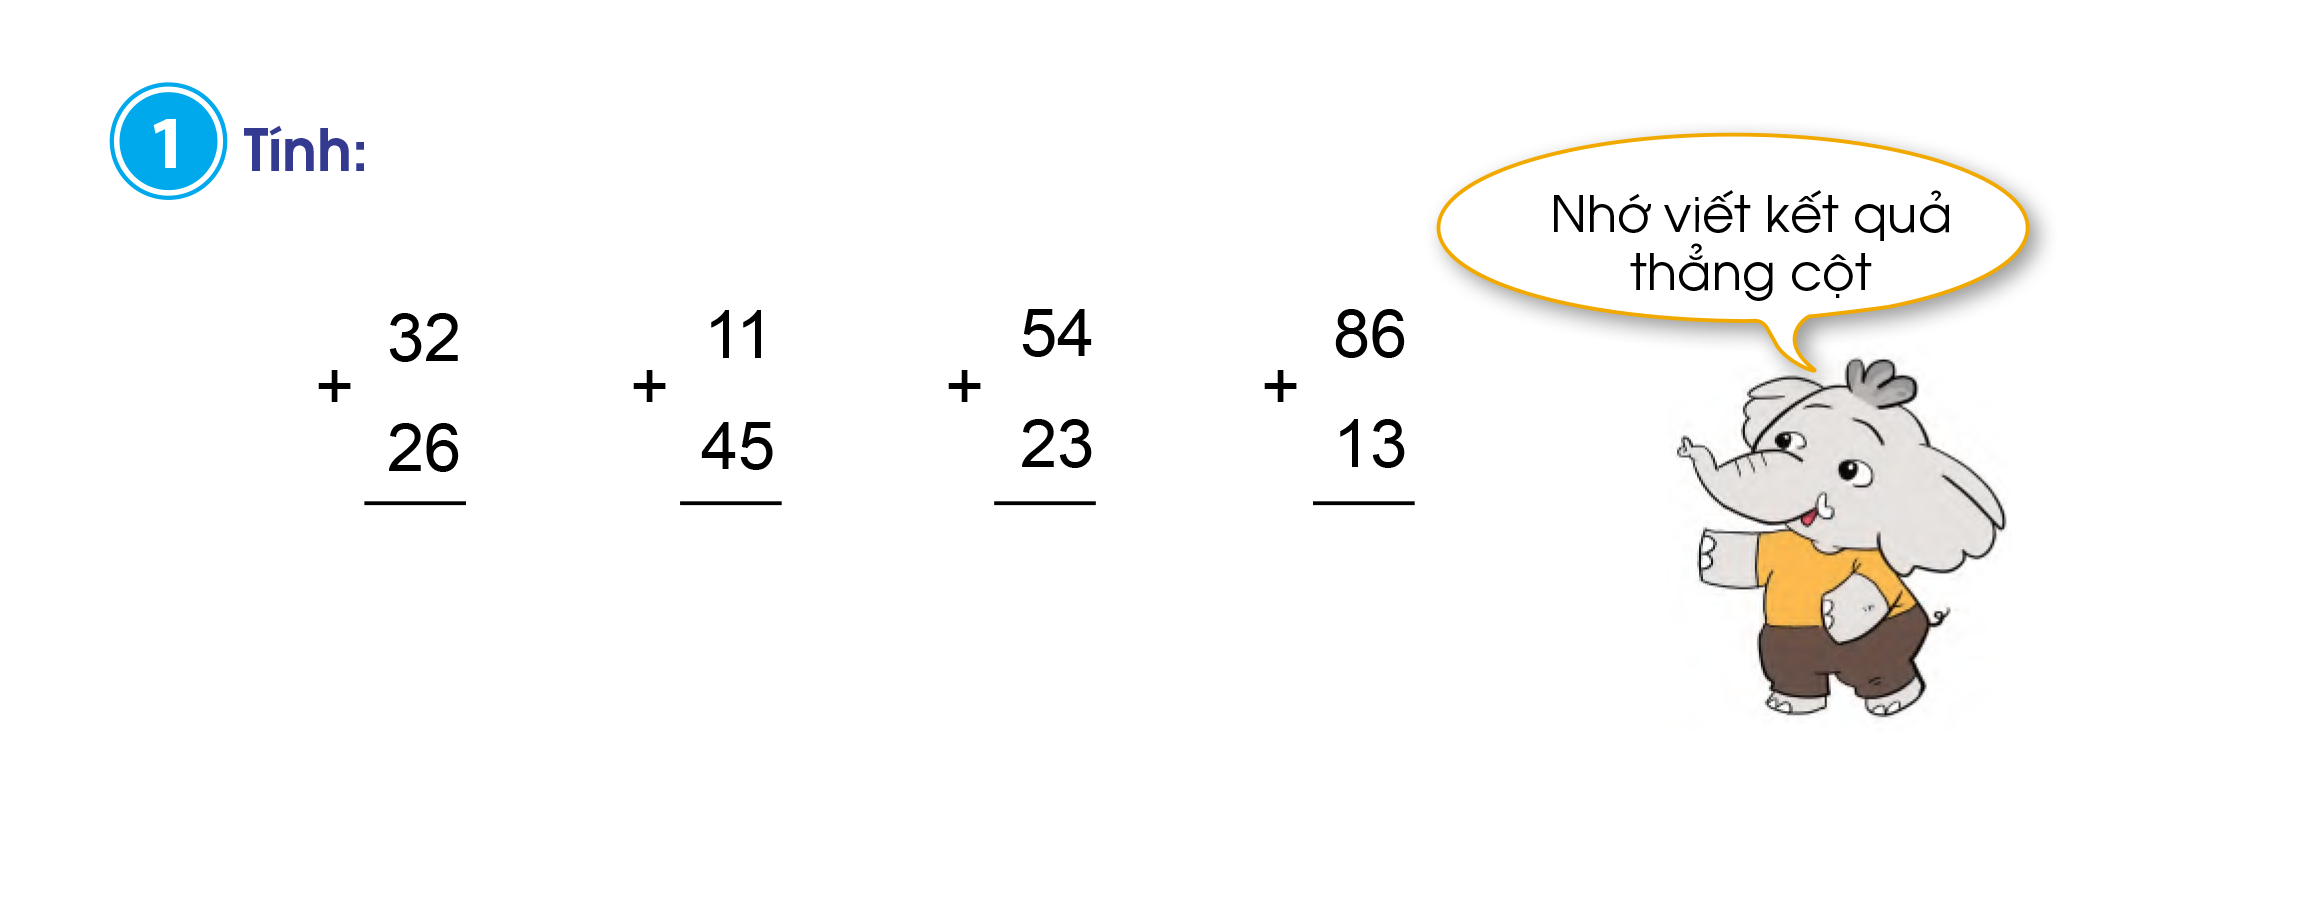 1 Tính:
Nhớ viết kết quả
thẳng cột
32 11 54 86
+ + + +
26 45 23 13